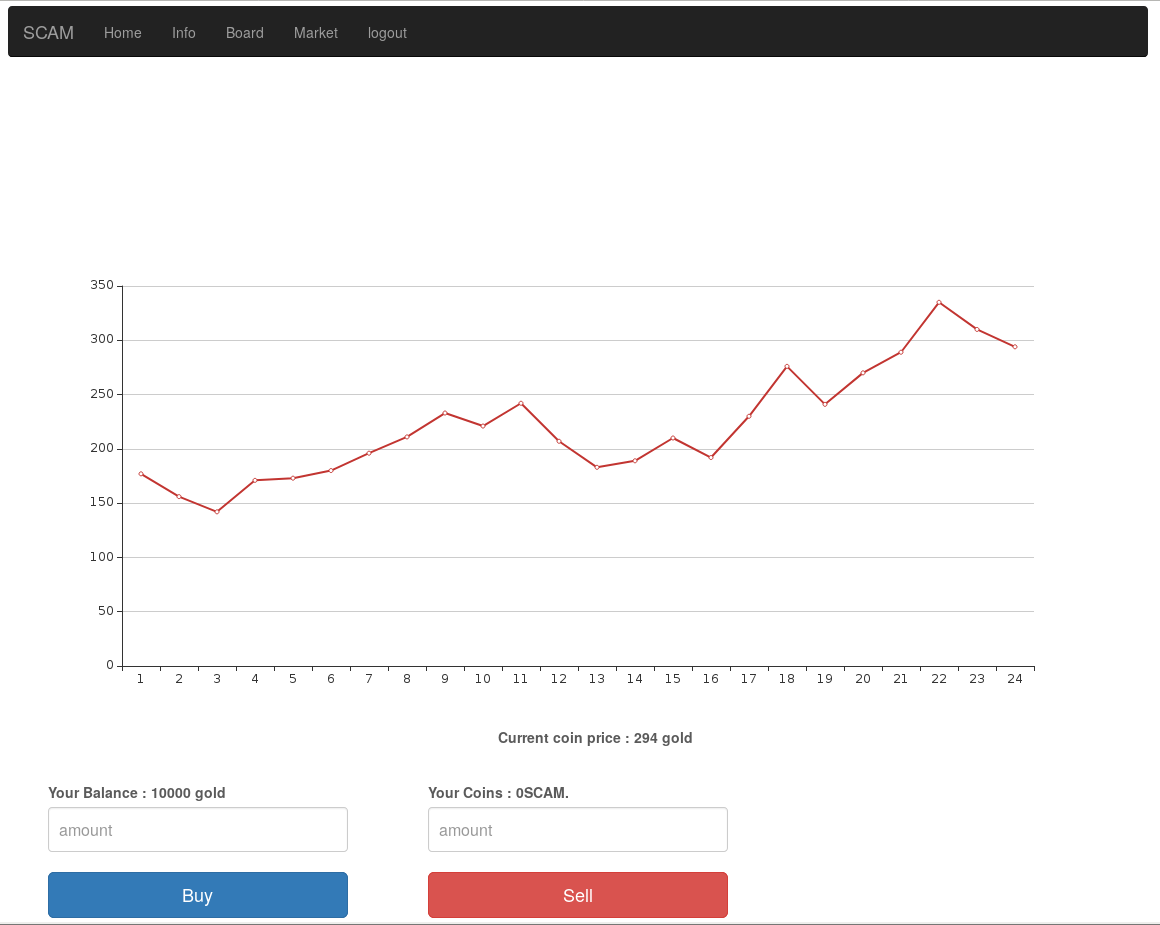 SCAM Home Info Board Market logout
350
300
250
200
150
100
50
0
1 2 3 4 5 6 7 8 9 10 11 12 13 14 15 16 17 18 19 20 21 22 23 24
Current coin price : 294 gold
Your Balance : 10000 gold Your Coins : 0SCAM.
amount amount
Buy Sell